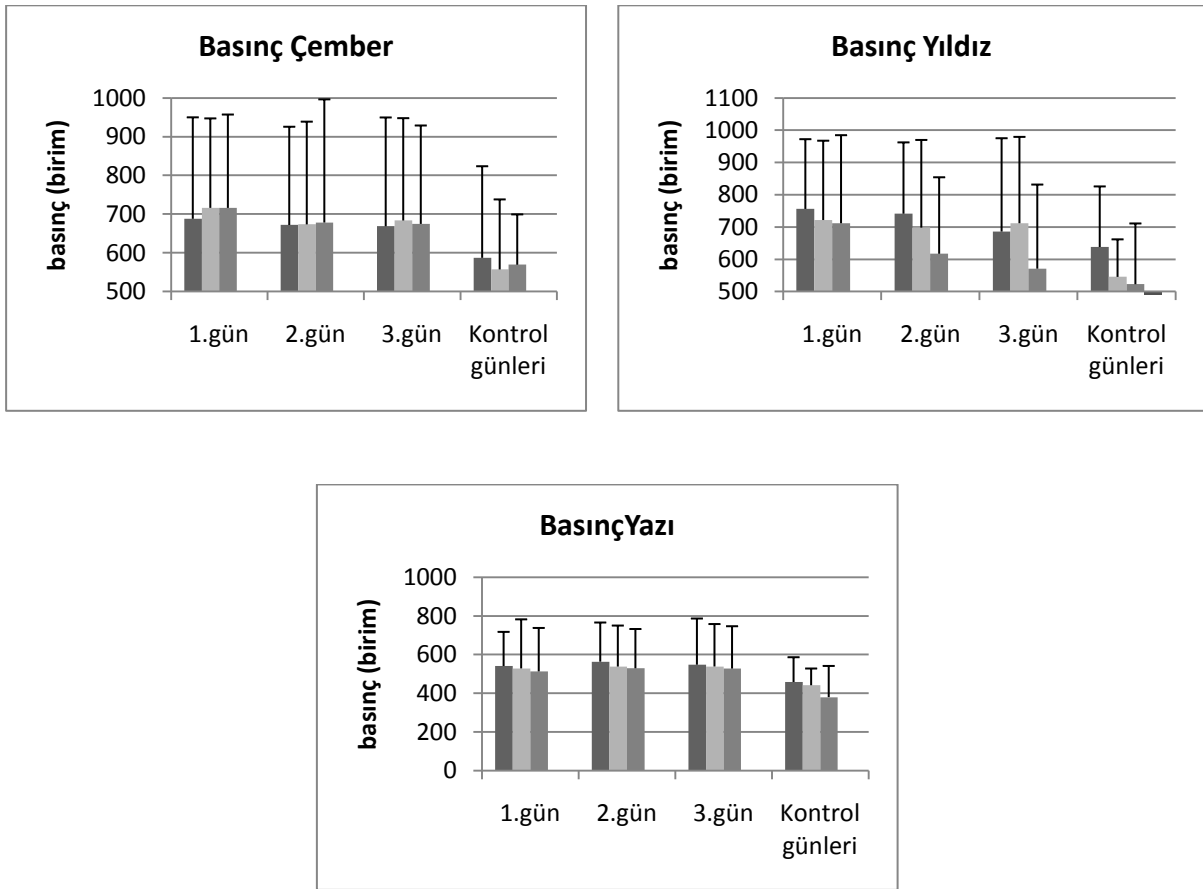 Basınç Çember
basınç (birim)
1000
900
800
700
600
500
1.gün 2.gün 3.gün Kontrol
günleri
Basınç Yıldız
basınç (birim)
1100
1000
900
800
700
600
500
1.gün 2.gün 3.gün Kontrol
günleri
BasınçYazı
basınç (birim)
1000
800
600
400
200
0
1.gün 2.gün 3.gün Kontrol
günleri